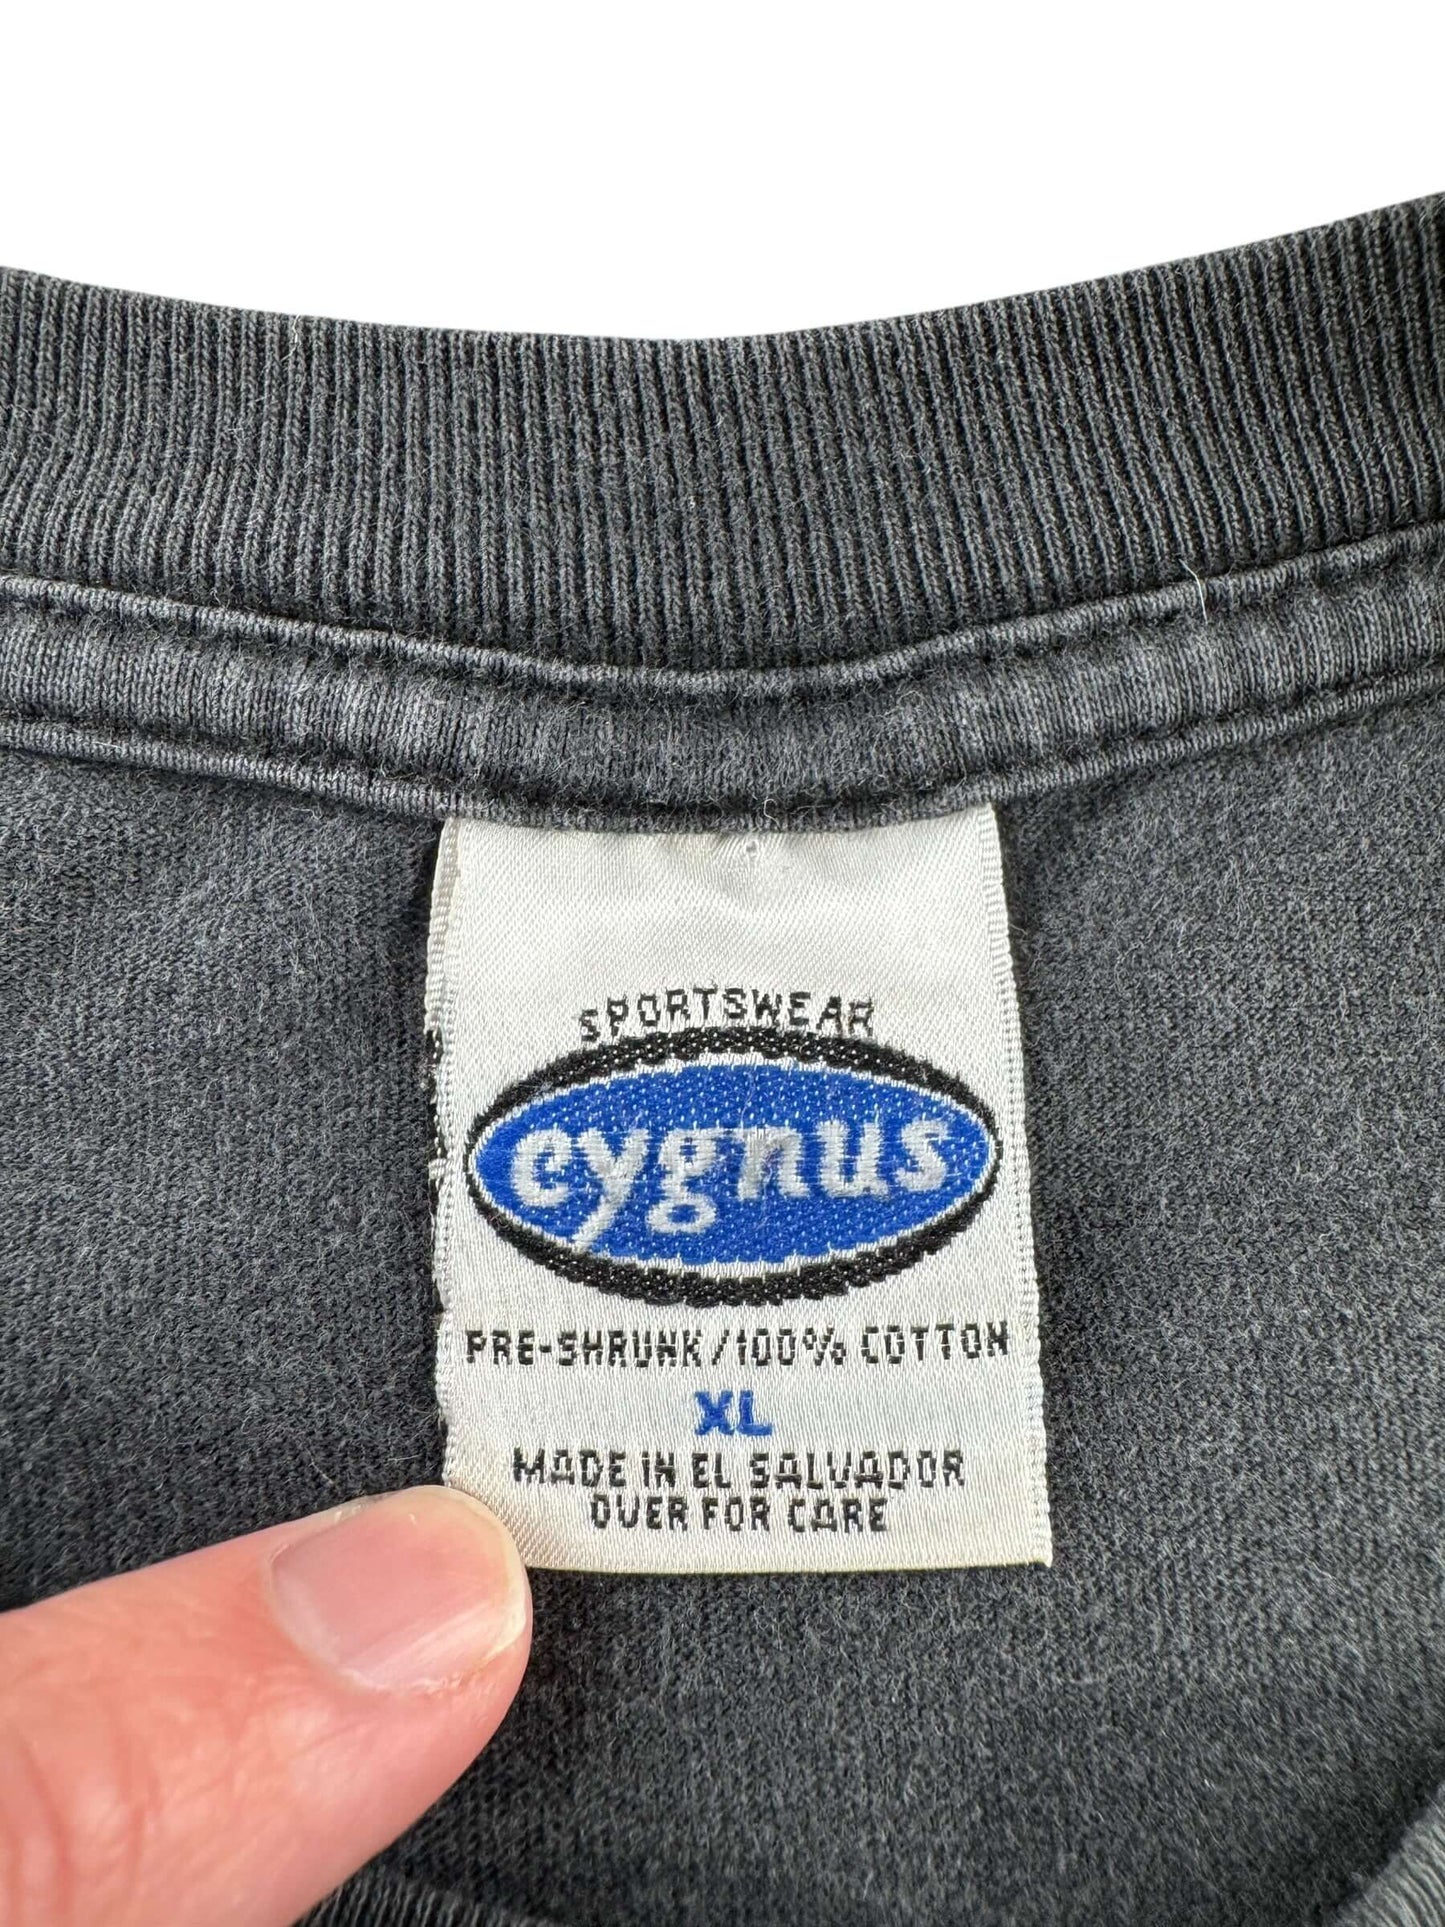 SPORTSWEAR
cygnus
PRE-SHRUNK/100% COTTON
XL
MADE IN EL SALVADOR
OVER FOR CARE